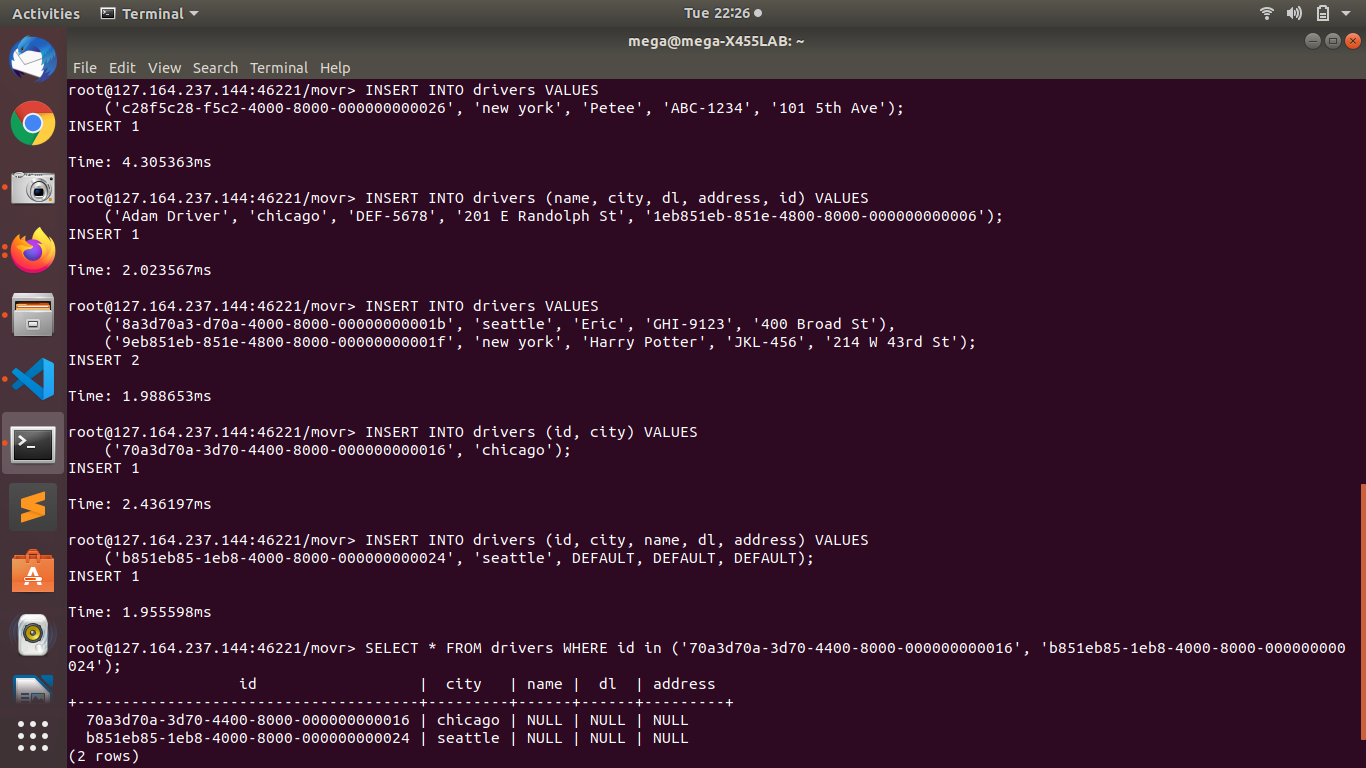 Activities Terminal Tue 22:26
mega@mega-X455LAB: ~
File Edit View Search Terminal Help
root@127.164.237.144:46221/movr> INSERT INTO drivers VALUES
('c28f5c28-f5c2-4000-8000-000000000026', 'new york', 'Petee', 'ABC-1234', '101 5th Ave');
INSERT 1
Time: 4.305363ms
root@127.164.237.144:46221/movr> INSERT INTO drivers (name, city, dl, address, id) VALUES
('Adam Driver', 'chicago', 'DEF-5678', '201 E Randolph St', '1eb851eb-851e-4800-8000-000000000006');
INSERT 1
Time: 2.023567ms
root@127.164.237.144:46221/movr> INSERT INTO drivers VALUES
('8a3d70a3-d70a-4000-8000-00000000001b', 'seattle', 'Eric', 'GHI-9123', '400 Broad St'),
('9eb851eb-851e-4800-8000-00000000001f', 'new york', 'Harry Potter', 'JKL-456', '214 W 43rd St');
INSERT 2
Time: 1.988653ms
root@127.164.237.144:46221/movr> INSERT INTO drivers (id, city) VALUES
('70a3d70a-3d70-4400-8000-000000000016', 'chicago');
INSERT 1
Time: 2.436197ms
root@127.164.237.144:46221/movr> INSERT INTO drivers (id, city, name, dl, address) VALUES
('b851eb85-1eb8-4000-8000-000000000024', 'seattle', DEFAULT, DEFAULT, DEFAULT);
INSERT 1
Time: 1.955598ms
root@127.164.237.144:46221/movr> SELECT * FROM drivers WHERE id in ('70a3d70a-3d70-4400-8000-000000000016', 'b851eb85-1eb8-4000-8000-000000000
024');
id | city | name | dl | address
+--------------------------------------+---------+------+------+---------+
70a3d70a-3d70-4400-8000-000000000016 | chicago | NULL | NULL | NULL
b851eb85-1eb8-4000-8000-000000000024 | seattle | NULL | NULL | NULL
(2 rows)